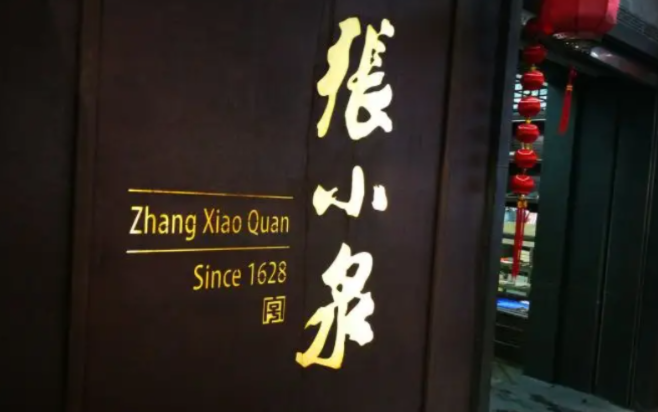 張小泉
Zhang Xiao Quan
Since 1628